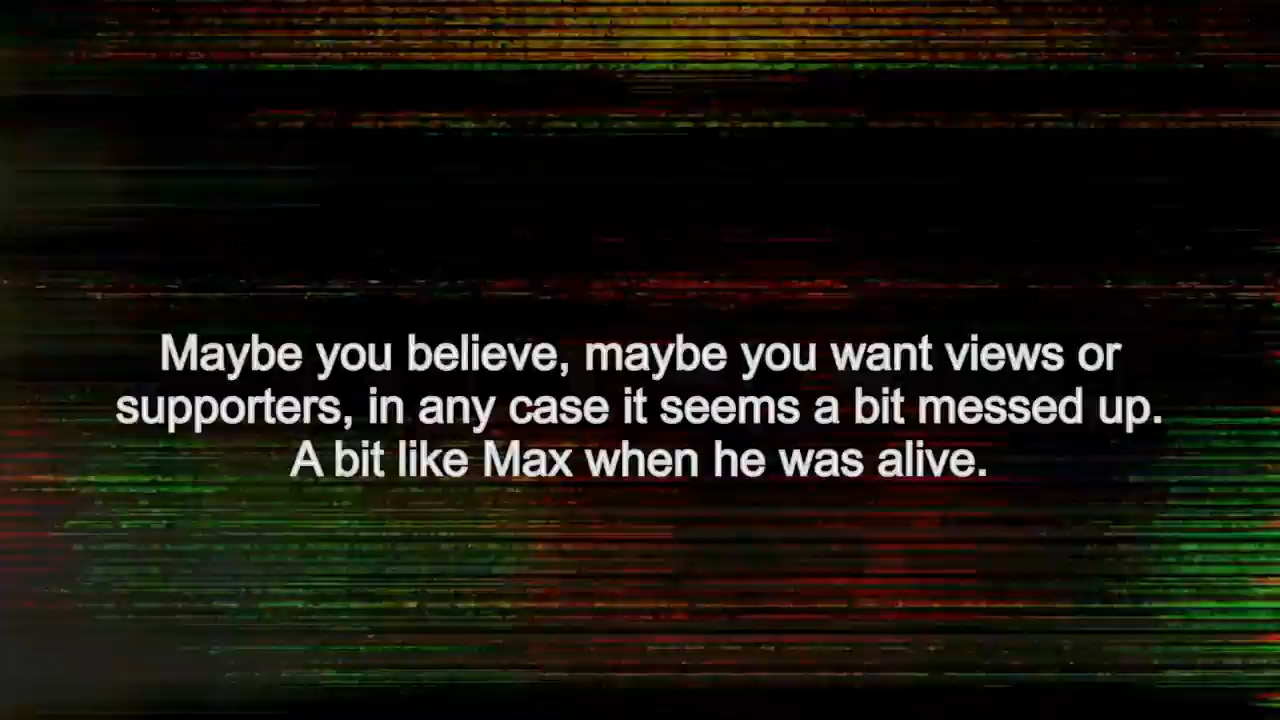 Maybe you believe, maybe you want views or
supporters, in any case it seems a bit messed up.
A bit like Max when he was alive.